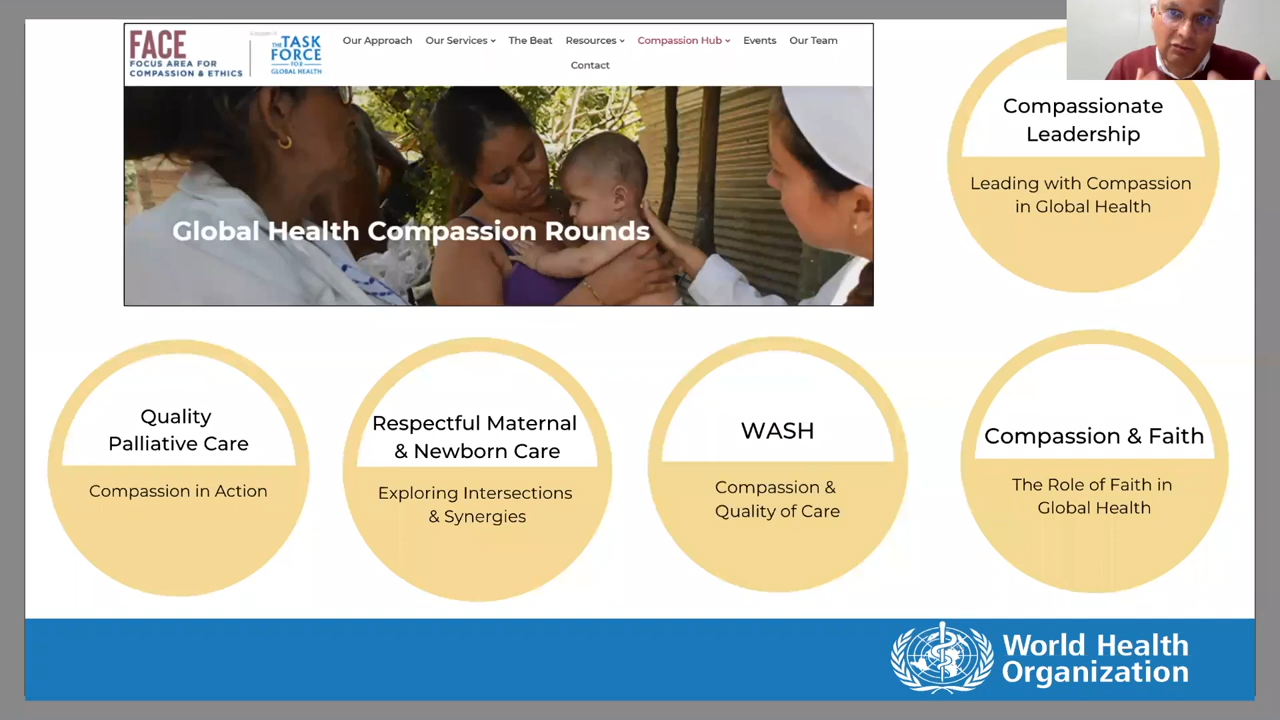 FACE
FOCUS AREA FOR
COMPASSION & ETHICS
THE TASK
FORCE
FOR
GLOBAL HEALTH
Our Approach Our Services The Beat Resources Compassion Hub Events Our Team
Contact
Global Health Compassion Rounds
Compassionate
Leadership
Leading with Compassion
in Global Health
Quality
Palliative Care
Compassion in Action
Respectful Maternal
& Newborn Care
Exploring Intersections
& Synergies
WASH
Compassion &
Quality of Care
Compassion & Faith
The Role of Faith in
Global Health
World Health
Organization